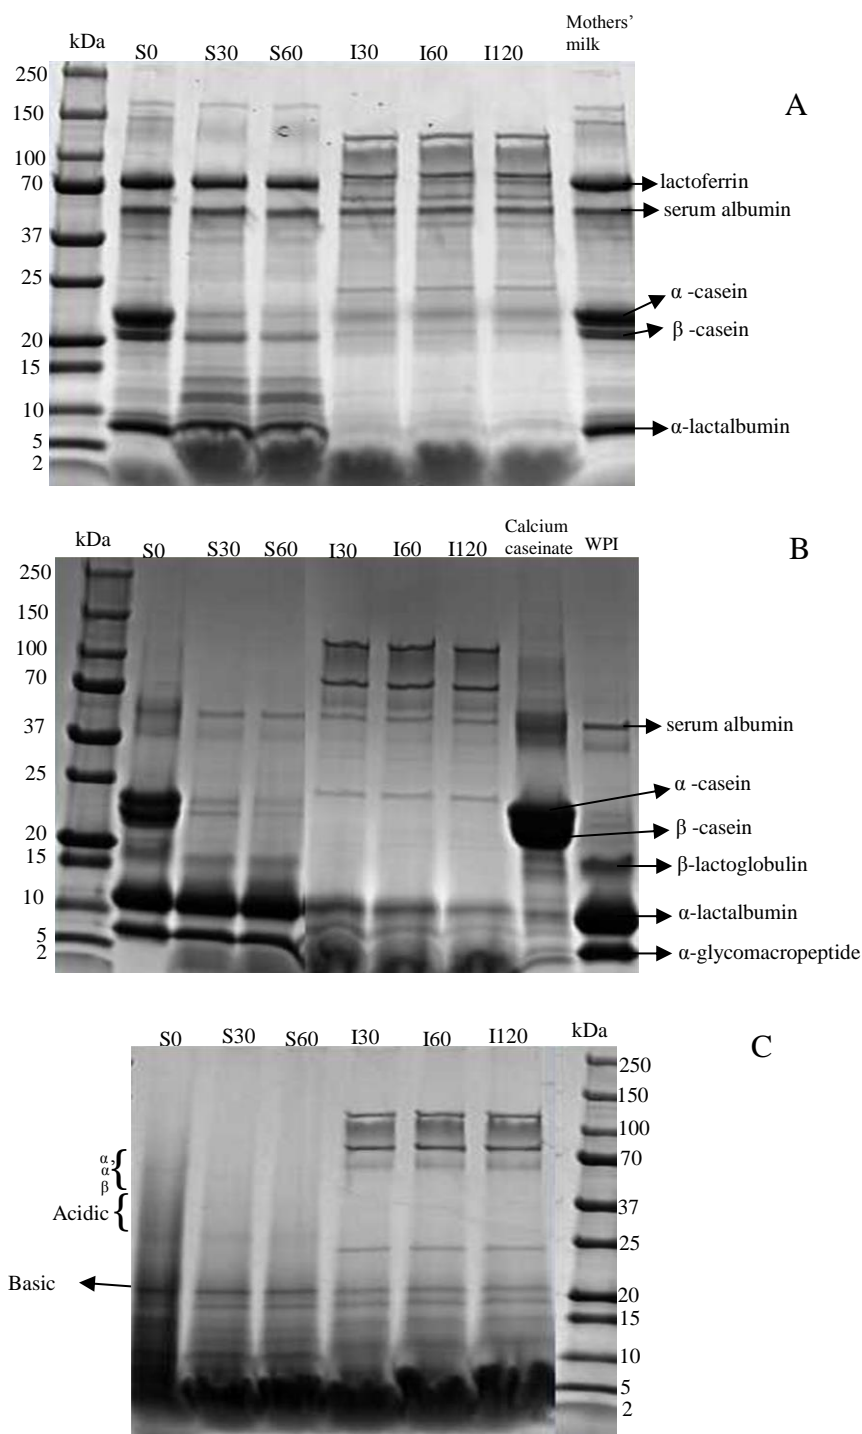 Mothers'
milk
kDa S0 S30 S60 I30 I60 I120
A
250
150
100
70
37
25
20
15
10
5
2
lactoferrin
serum albumin
α -casein
β -casein
α-lactalbumin
Calcium
caseinate
kDa S0 S30 S60 I30 I60 I120 WPI
B
250
150
100
70
37
25
20
15
10
5
2
serum albumin
α -casein
β -casein
β-lactoglobulin
α-lactalbumin
α-glycomacropeptide
S0 S30 S60 I30 I60 I120 kDa
C
α,
α
β
Acidic
Basic
250
150
100
70
37
25
20
15
10
5
2